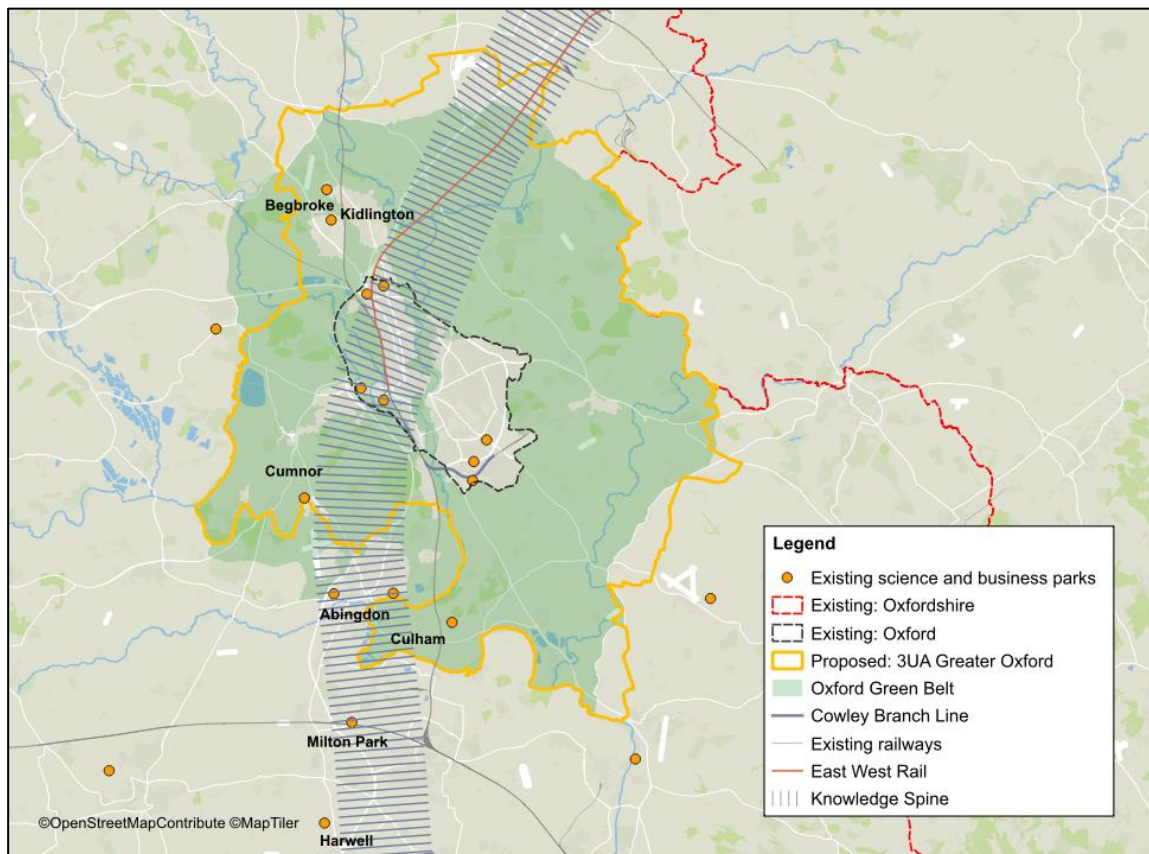 Begbroke
Kidlington
Cumnor
Abingdon
Culham
Milton Park
Harwell
Legend
Existing science and business parks
Existing: Oxfordshire
Existing: Oxford
Proposed: 3UA Greater Oxford
Oxford Green Belt
Cowley Branch Line
Existing railways
East West Rail
Knowledge Spine
©OpenStreetMapContribute ©MapTiler